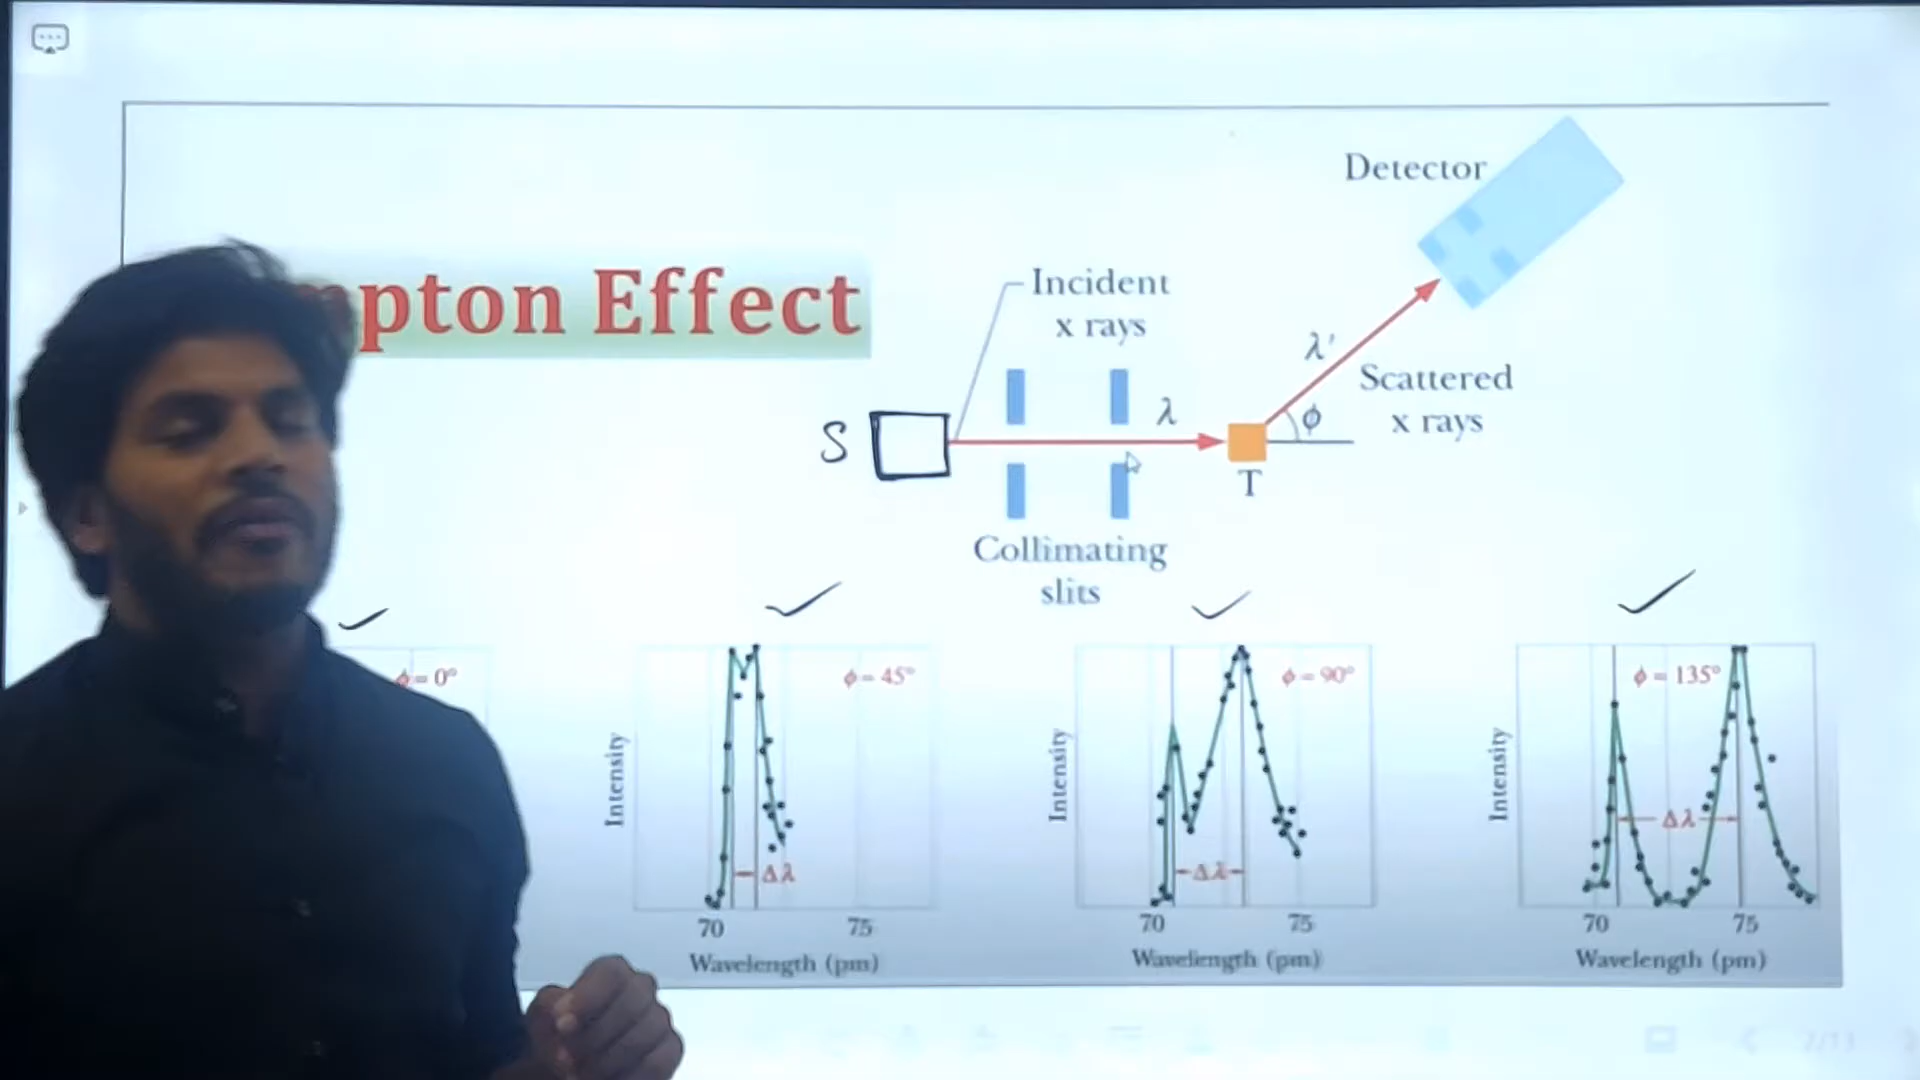 mpton Effect
Detector
Incident
x rays
λ'
λ
Scattered
x rays
ϕ
S
T
Collimating
slits
ϕ = 0°
ϕ = 45°
Intensity
Δλ
70 75
Wavelength (pm)
ϕ = 90°
Intensity
Δλ
70 75
Wavelength (pm)
ϕ = 135°
Intensity
Δλ
70 75
Wavelength (pm)